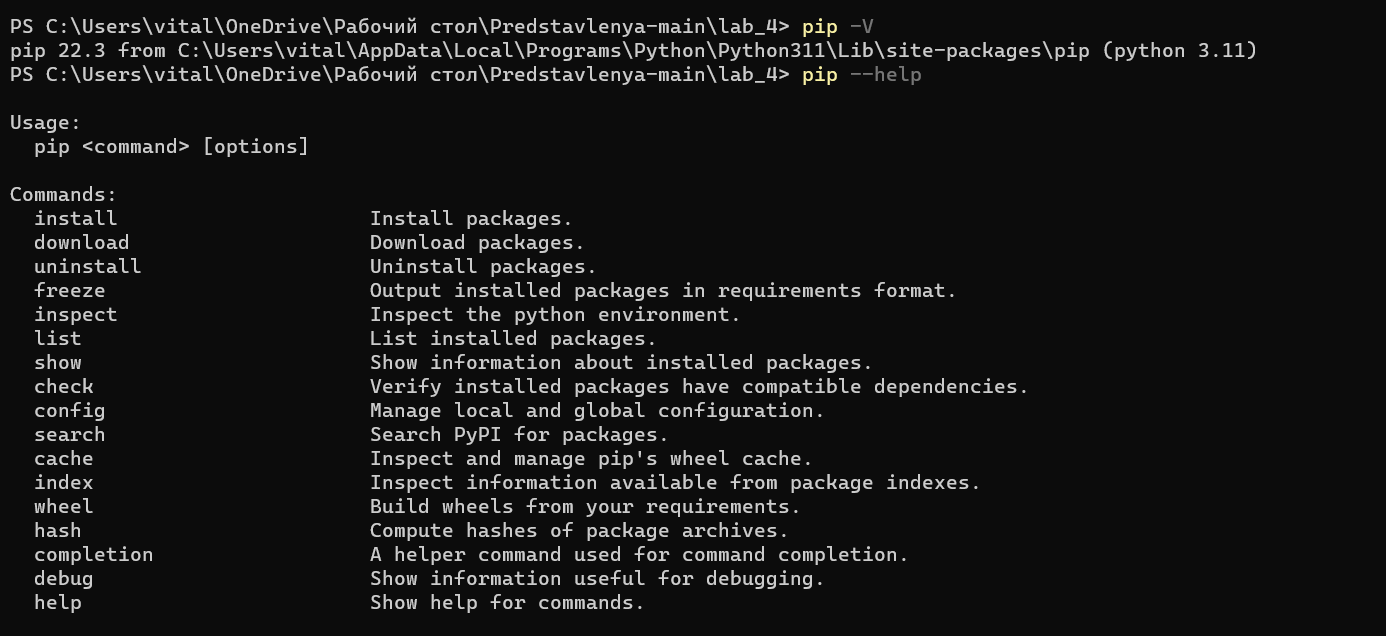 PS C:\Users\vital\OneDrive\Рабочий стол\Predstavlenya-main\lab_4> pip -V
pip 22.3 from C:\Users\vital\AppData\Local\Programs\Python\Python311\Lib\site-packages\pip (python 3.11)
PS C:\Users\vital\OneDrive\Рабочий стол\Predstavlenya-main\lab_4> pip --help

Usage:
  pip <command> [options]

Commands:
  install                     Install packages.
  download                    Download packages.
  uninstall                   Uninstall packages.
  freeze                      Output installed packages in requirements format.
  inspect                     Inspect the python environment.
  list                        List installed packages.
  show                        Show information about installed packages.
  check                       Verify installed packages have compatible dependencies.
  config                      Manage local and global configuration.
  search                      Search PyPI for packages.
  cache                       Inspect and manage pip's wheel cache.
  index                       Inspect information available from package indexes.
  wheel                       Build wheels from your requirements.
  hash                        Compute hashes of package archives.
  completion                  A helper command used for command completion.
  debug                       Show information useful for debugging.
  help                        Show help for commands.